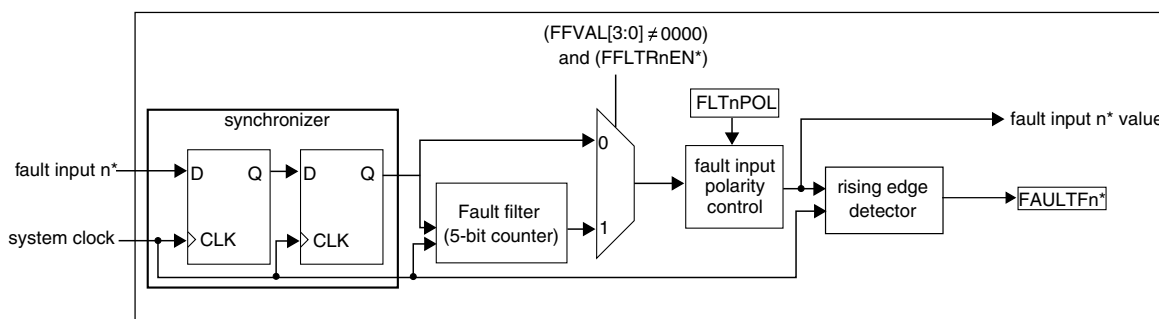 (FFVAL[3:0] ≠ 0000)
and (FFLTRnEN*)
FLTnPOL
synchronizer
fault input n* value
fault input n*
D Q
D Q
0
fault input
polarity
control
rising edge
detector
FAULTFn*
Fault filter
(5-bit counter)
1
system clock
CLK
CLK